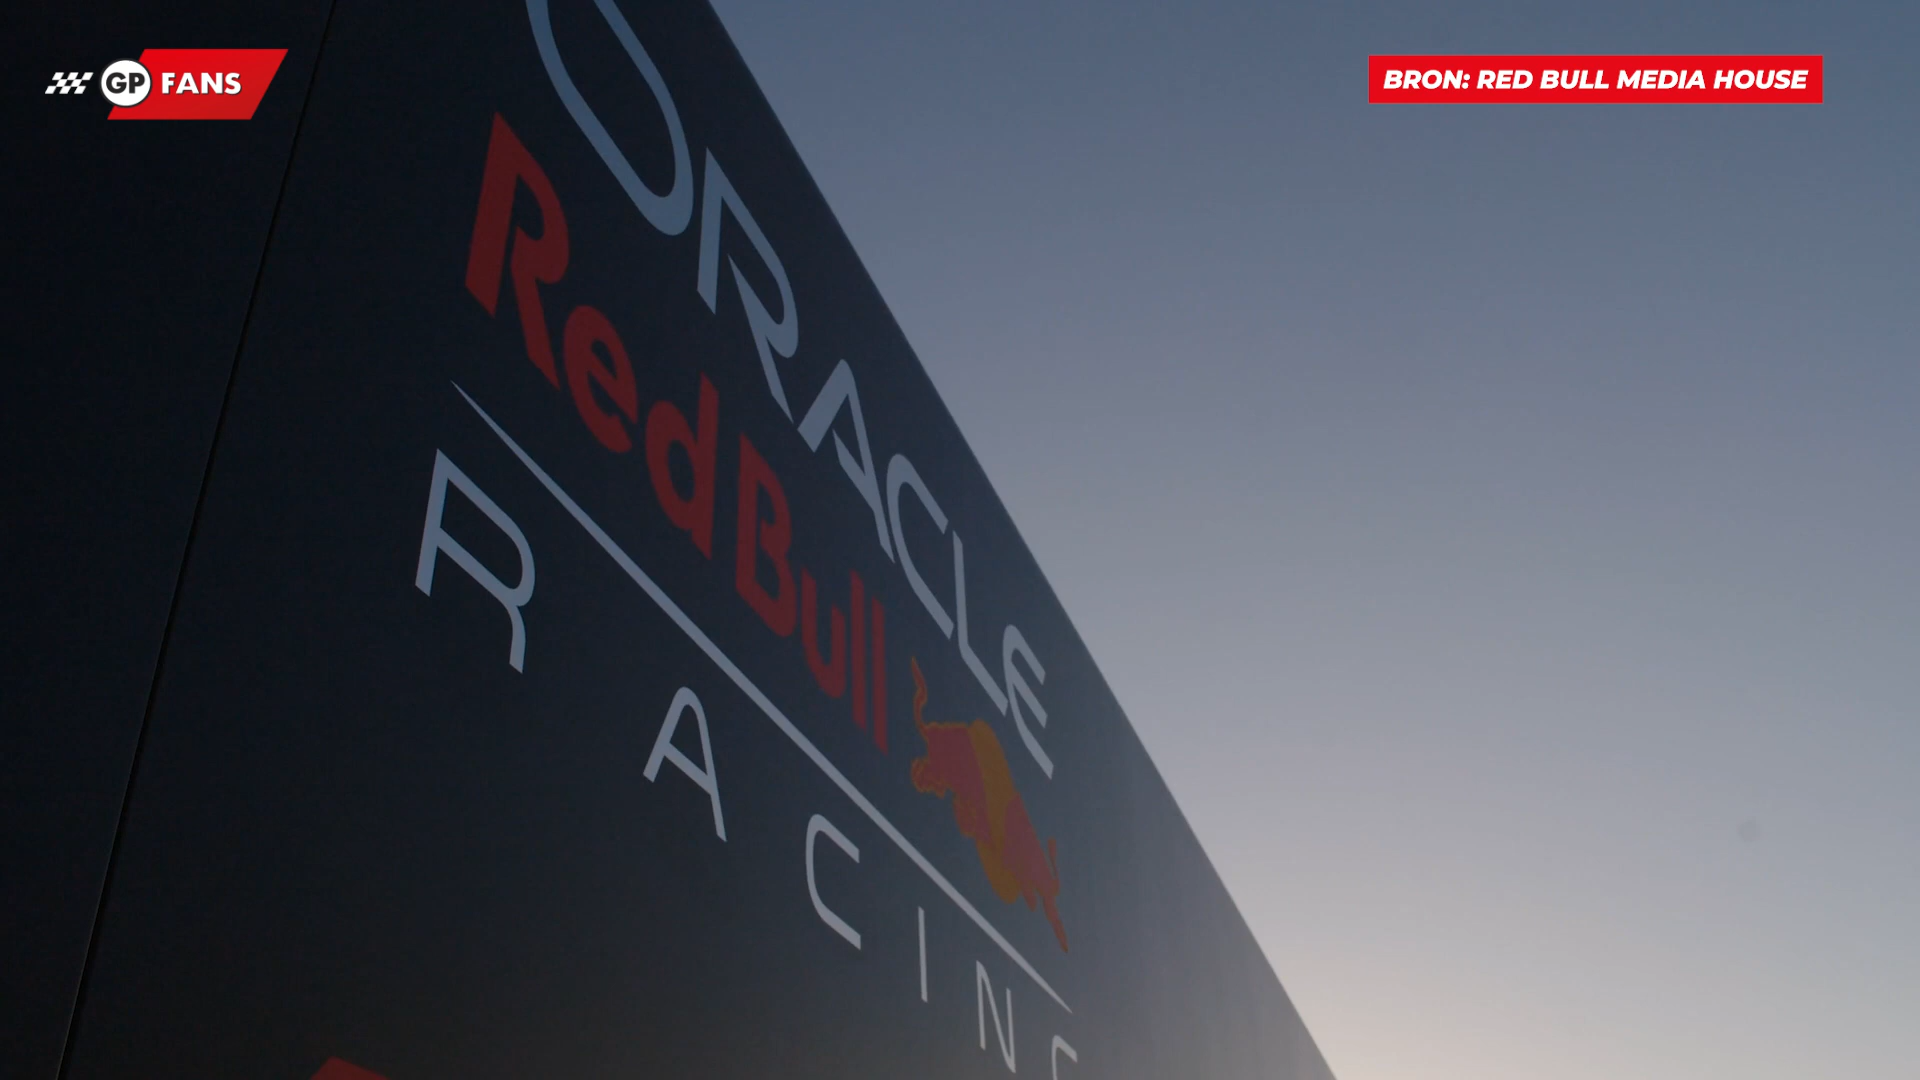 GP FANS
BRON: RED BULL MEDIA HOUSE
ORACLE
Red Bull
RACING